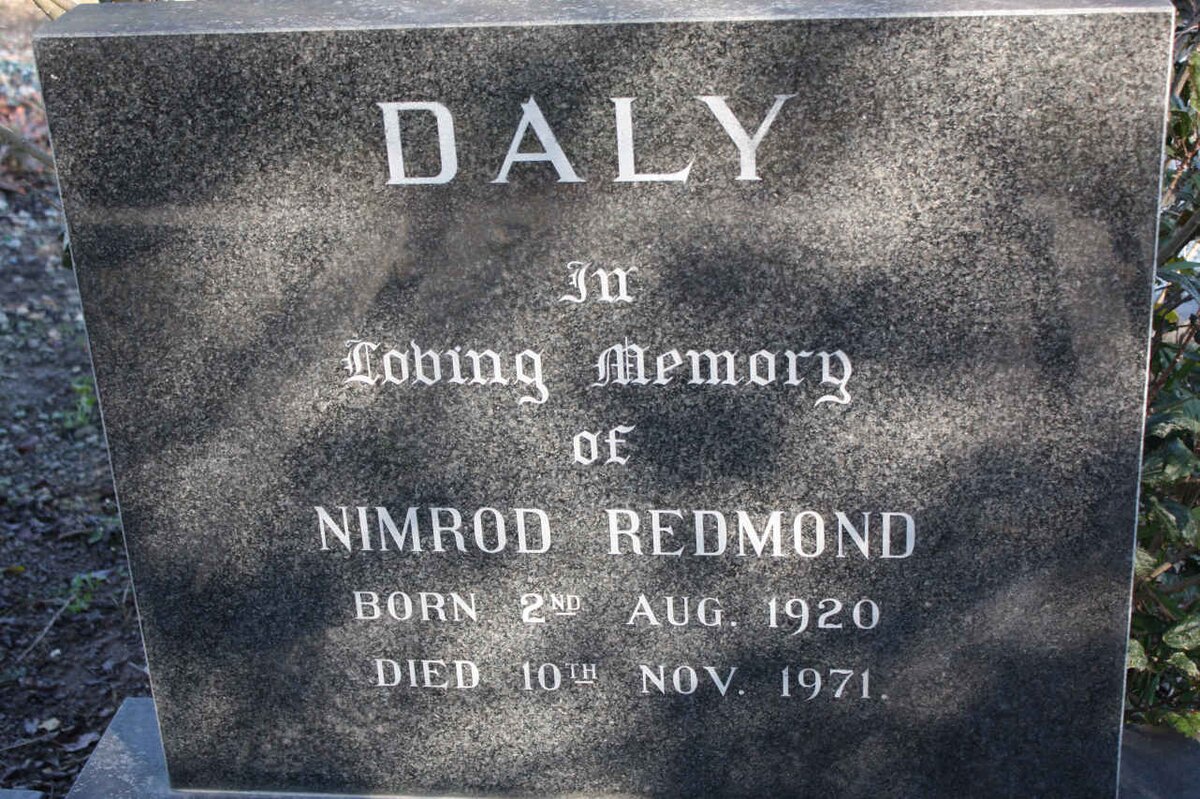 DALY
In
Loving Memory
of
NIMROD REDMOND
BORN 2ND AUG. 1920
DIED 10TH NOV. 1971.